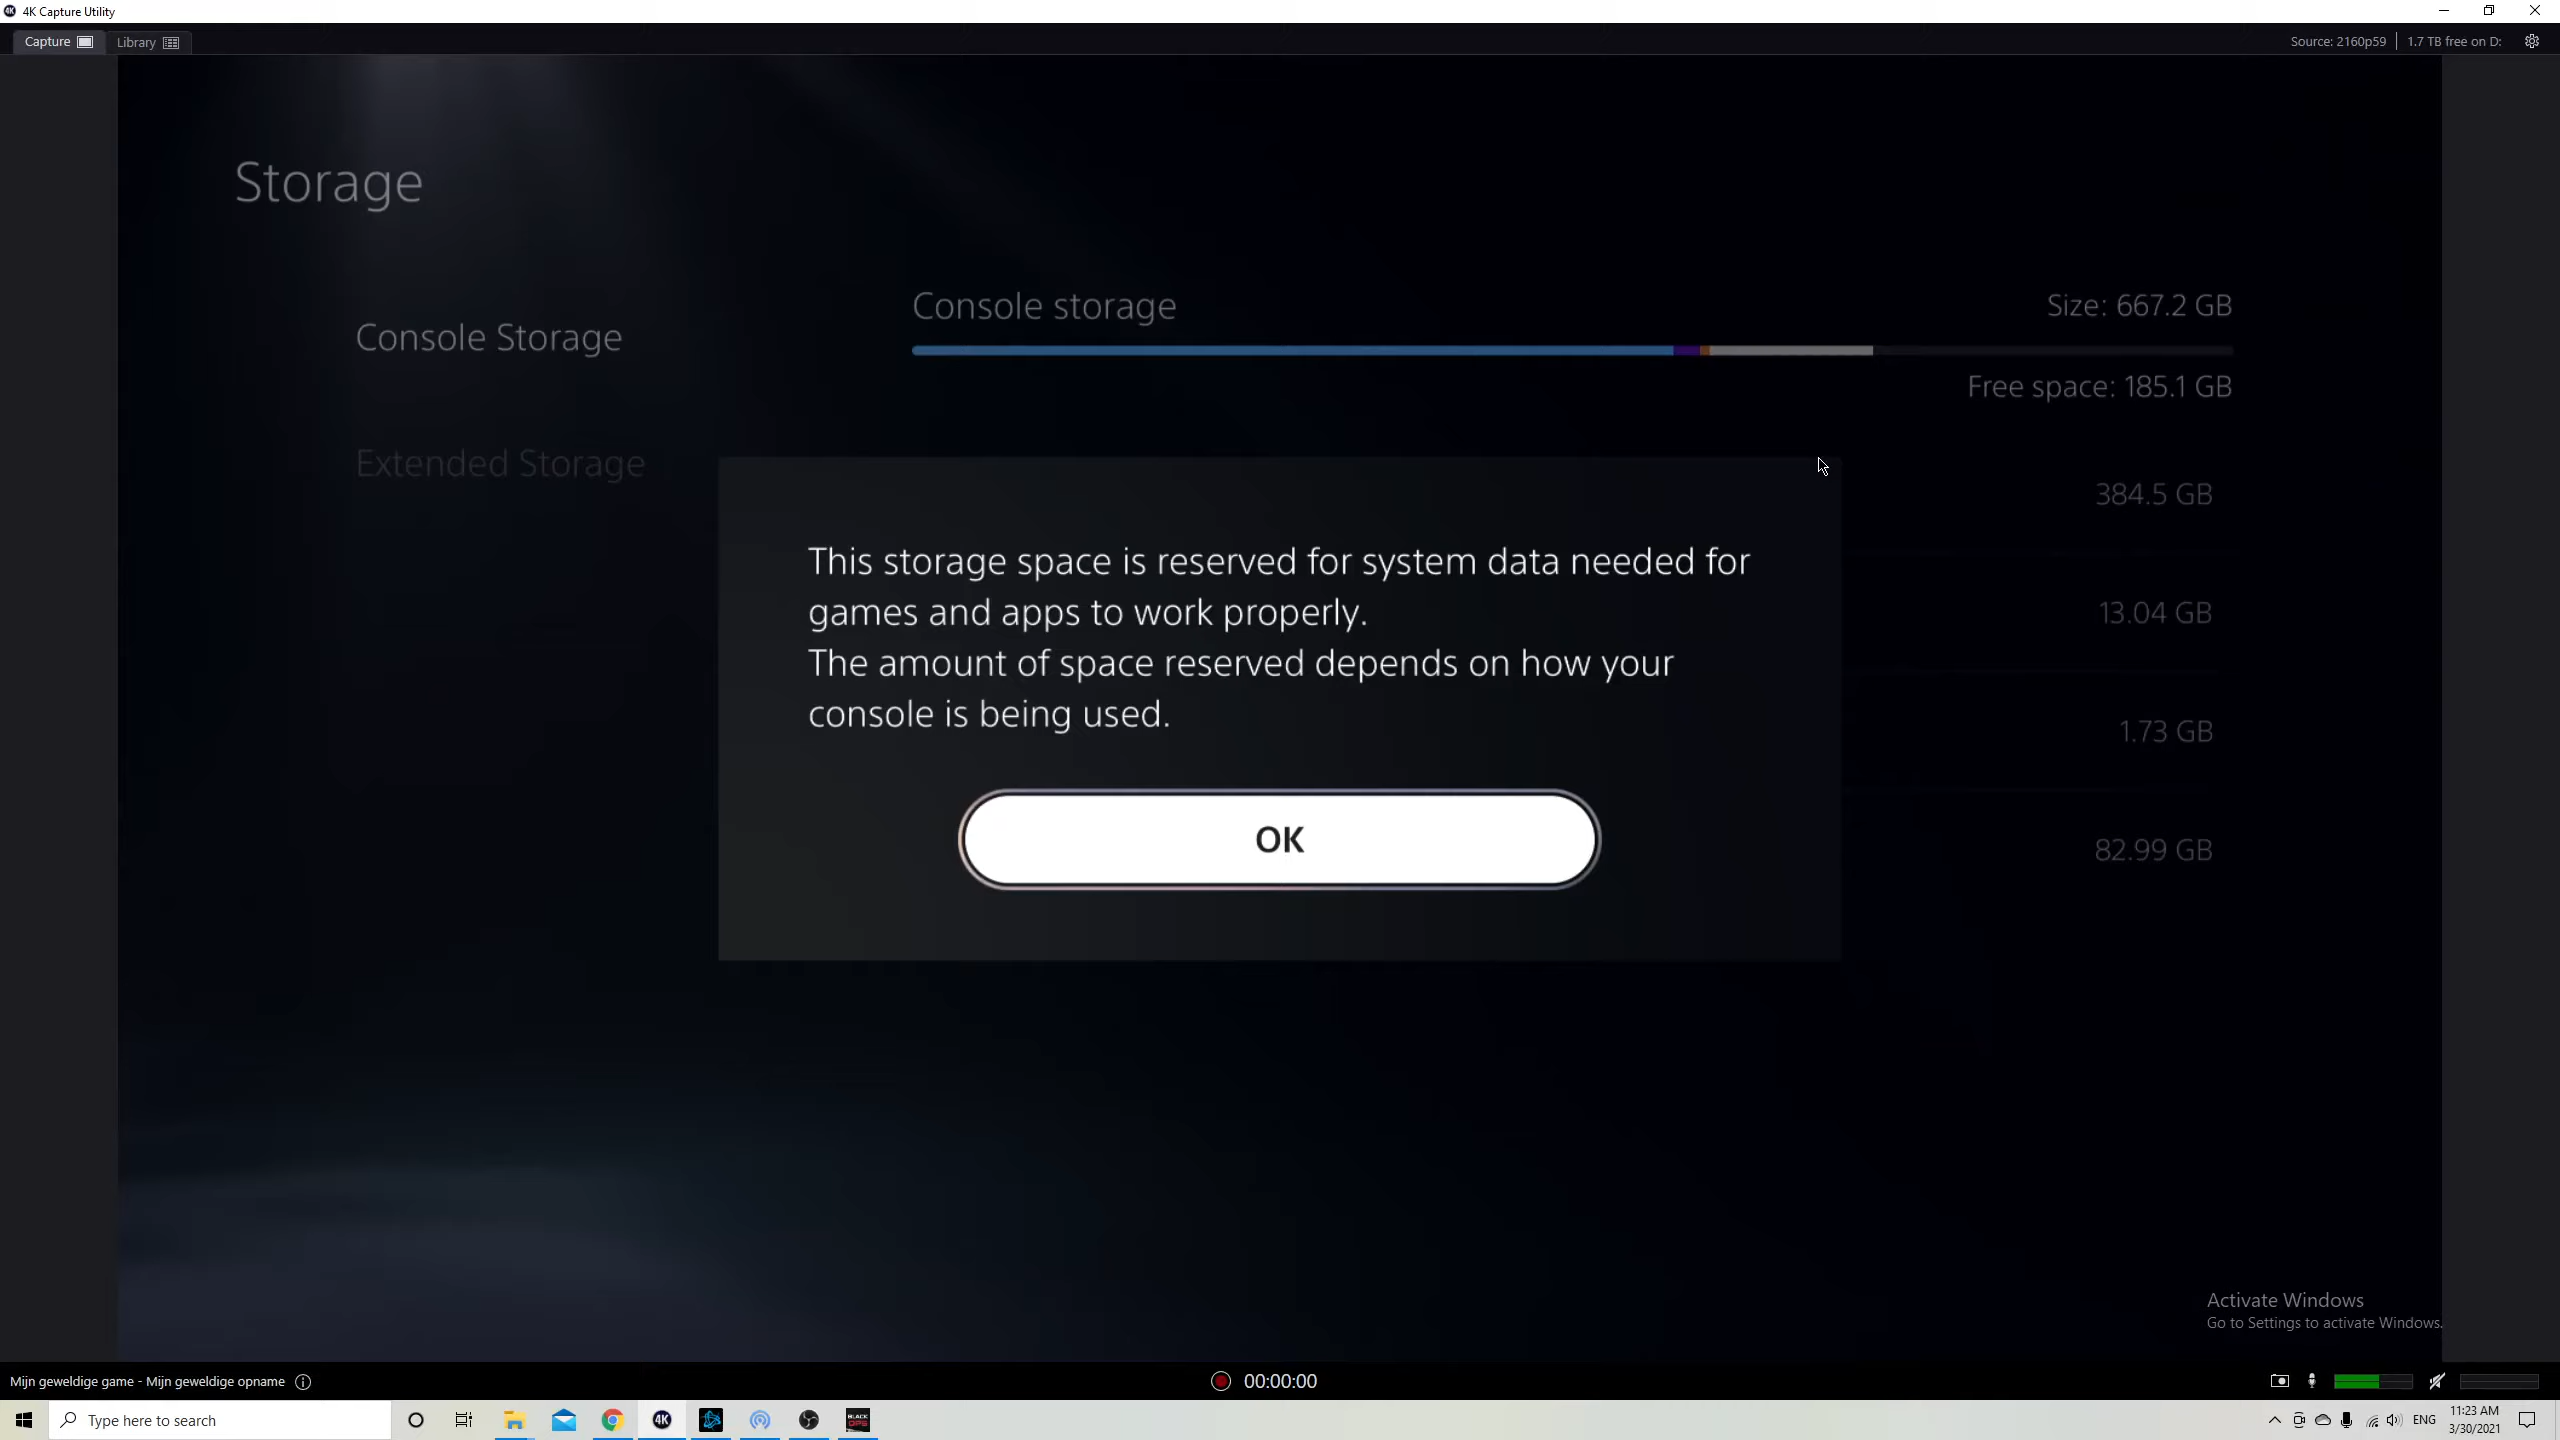 4K Capture Utility
Capture
Library
Source: 2160p59
1.7 TB free on D:
Storage
Console Storage
Extended Storage
Console storage
Size: 667.2 GB
Free space: 185.1 GB
384.5 GB
13.04 GB
1.73 GB
82.99 GB
This storage space is reserved for system data needed for
games and apps to work properly.
The amount of space reserved depends on how your
console is being used.
OK
Activate Windows
Go to Settings to activate Windows.
Mijn geweldige game - Mijn geweldige opname
00:00:00
Type here to search
4K
BLACK
OPS
ENG
11:23 AM
3/30/2021